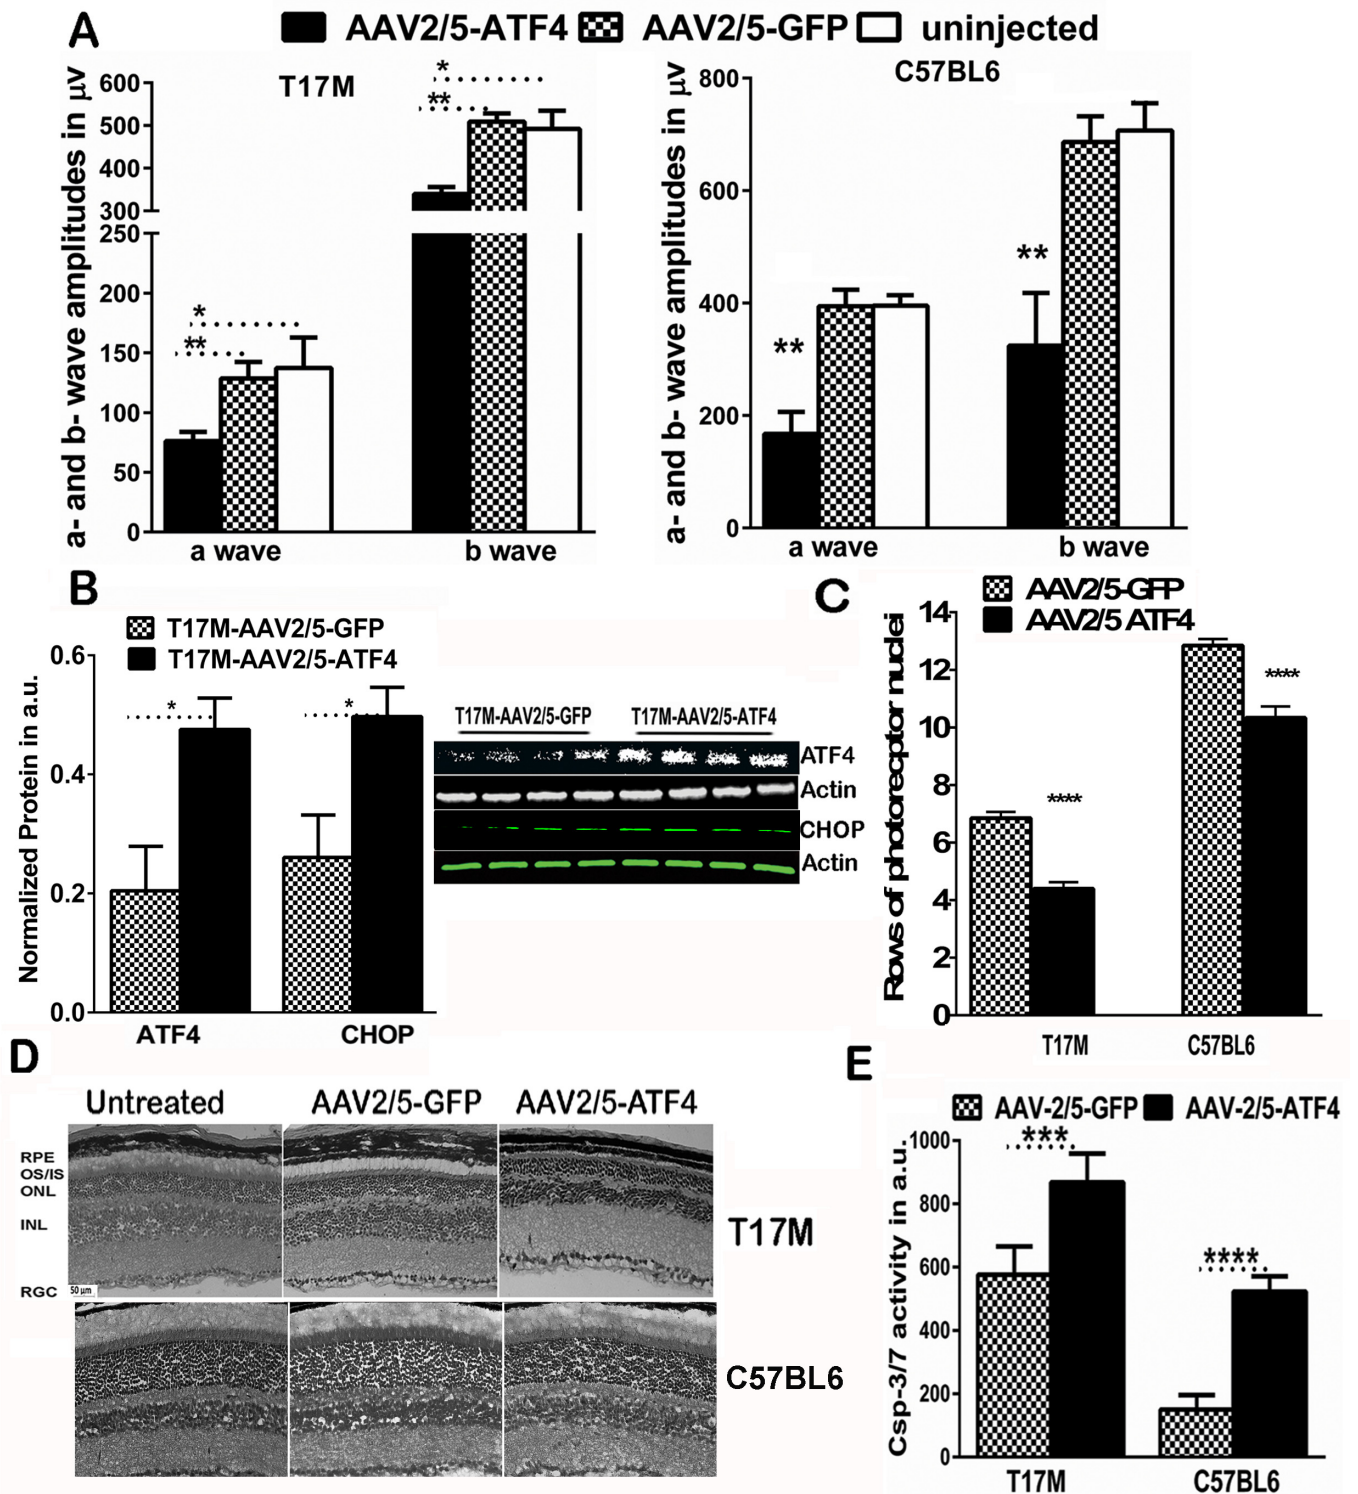 A
AAV2/5-ATF4 AAV2/5-GFP uninjected
T17M
a- and b- wave amplitudes in μv
600
500
400
300
250
200
150
100
50
0
*
**
*
**
a wave b wave
C57BL6
a- and b- wave amplitudes in μv
800
600
400
200
0
**
**
a wave b wave
B
T17M-AAV2/5-GFP
T17M-AAV2/5-ATF4
Normalized Protein in a.u.
0.6
0.4
0.2
0.0
*
*
ATF4 CHOP
T17M-AAV2/5-GFP T17M-AAV2/5-ATF4
ATF4
Actin
CHOP
Actin
C
AAV2/5-GFP
AAV2/5 ATF4
Rows of photoreceptor nuclei
14
12
10
8
6
4
2
0
****
****
T17M C57BL6
D
Untreated AAV2/5-GFP AAV2/5-ATF4
RPE
OS/IS
ONL
INL
RGC
50 μm
T17M
C57BL6
E
AAV-2/5-GFP AAV-2/5-ATF4
Csp-3/7 activity in a.u.
1000
800
600
400
200
0
***
****
T17M C57BL6